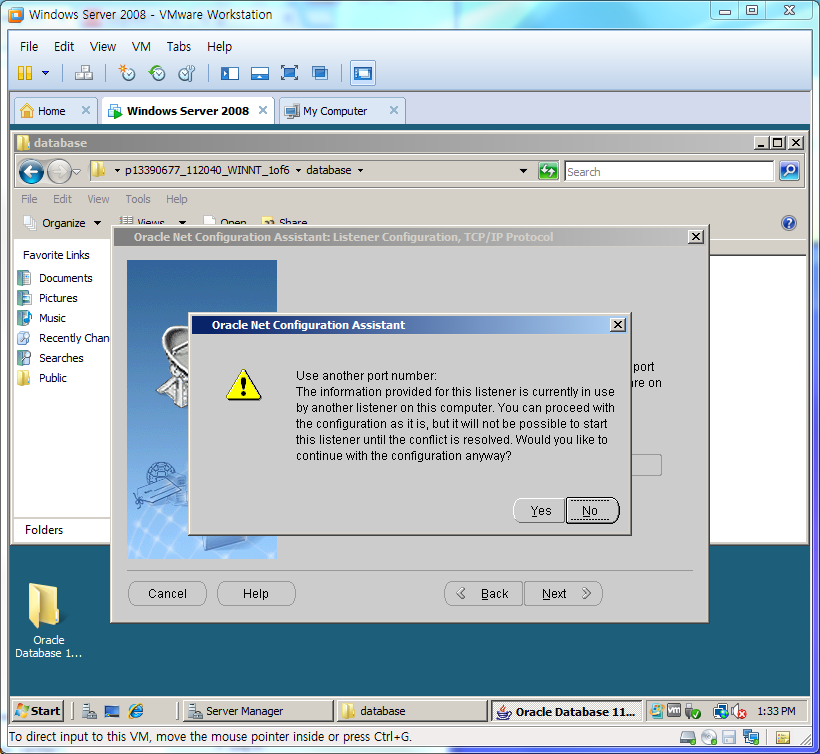 Windows Server 2008 - VMware Workstation
File Edit View VM Tabs Help
Home
Windows Server 2008
My Computer
database
p13390677_112040_WINNT_1of6 database
Search
File Edit View Tools Help
Organize Views Open Share
Favorite Links
Documents
Pictures
Music
Recently Chan
Searches
Public
Folders
Oracle Net Configuration Assistant: Listener Configuration, TCP/IP Protocol
port
re on
Oracle Net Configuration Assistant
Use another port number:
The information provided for this listener is currently in use
by another listener on this computer. You can proceed with
the configuration as it is, but it will not be possible to start
this listener until the conflict is resolved. Would you like to
continue with the configuration anyway?
Yes No
Cancel Help Back Next
Oracle
Database 1...
Start Server Manager database Oracle Database 11... 1:33 PM
To direct input to this VM, move the mouse pointer inside or press Ctrl+G.